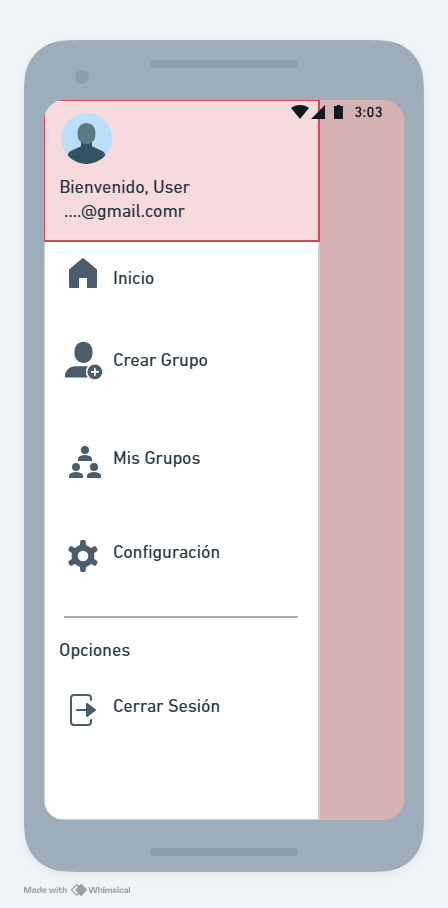 3:03
Bienvenido, User
....@gmail.comr
Inicio
Crear Grupo
Mis Grupos
Configuración
Opciones
Cerrar Sesión
Made with Whimsical